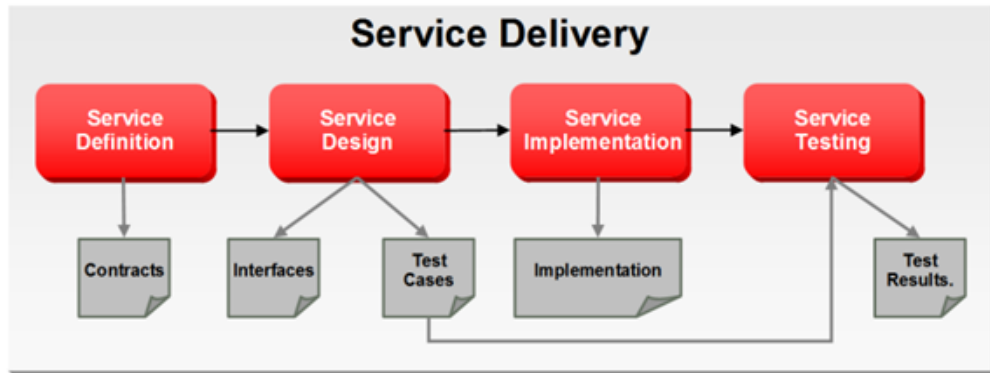 Service Delivery
Service
Definition
Service
Design
Service
Implementation
Service
Testing
Contracts
Interfaces
Test
Cases
Implementation
Test
Results.